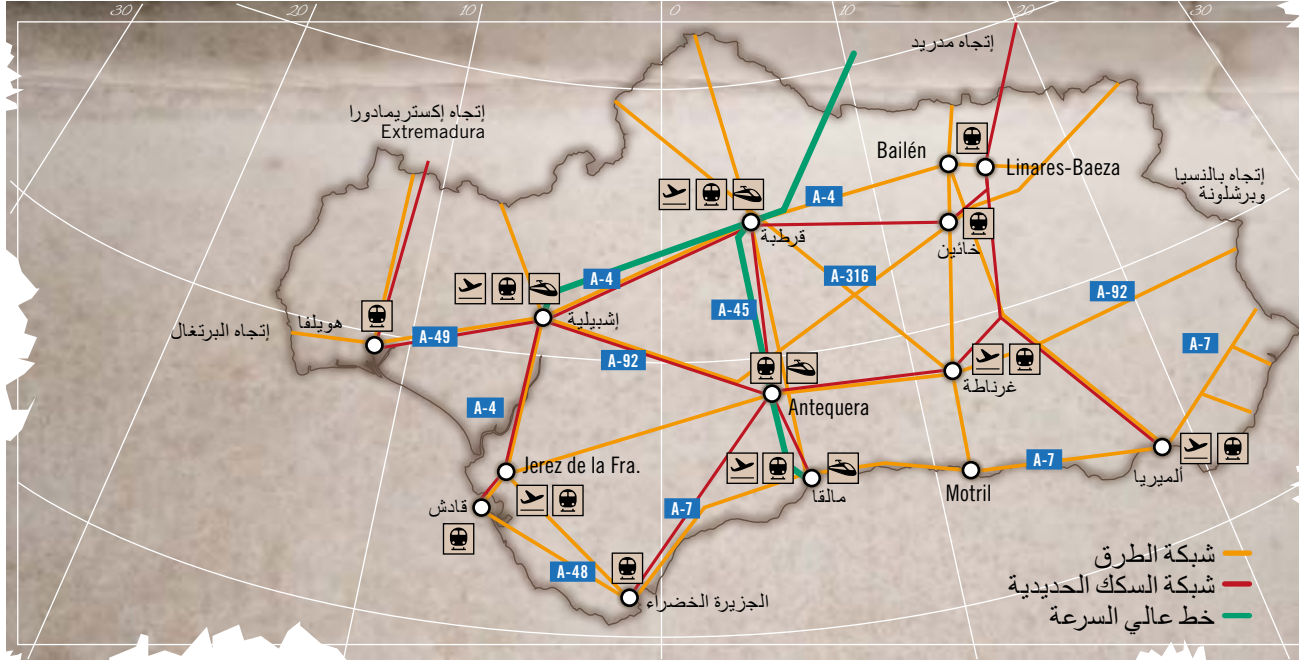 30
20
10
0
10
20
30
إتجاه مدريد
إتجاه إكستريمادورا
Extremadura
Bailén
Linares-Baeza
إتجاه بالنسيا
وبرشلونة
A-4
قرطبة
خائين
A-4
A-316
A-92
A-45
إتجاه البرتغال
هويلفا
إشبيلية
A-49
A-92
A-7
غرناطة
A-4
Antequera
Jerez de la Fra.
A-7
ألميريا
Motril
مالقا
قادش
A-7
A-48
الجزيرة الخضراء
شبكة الطرق
شبكة السكك الحديدية
خط عالي السرعة